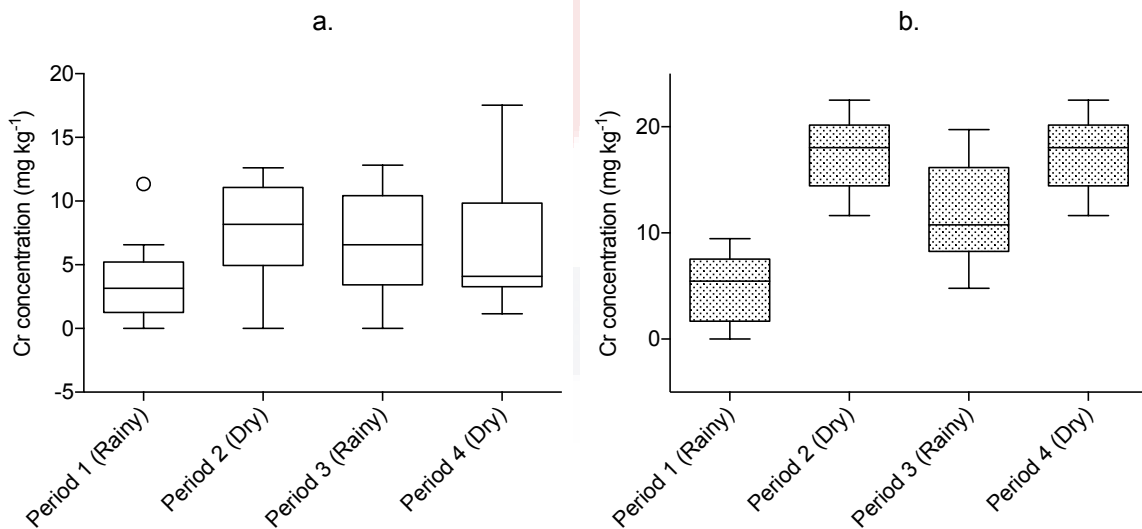 a.
Cr concentration (mg kg⁻¹)
20
15
10
5
0
-5
Period 1 (Rainy)
Period 2 (Dry)
Period 3 (Rainy)
Period 4 (Dry)
b.
Cr concentration (mg kg⁻¹)
20
10
0
Period 1 (Rainy)
Period 2 (Dry)
Period 3 (Rainy)
Period 4 (Dry)